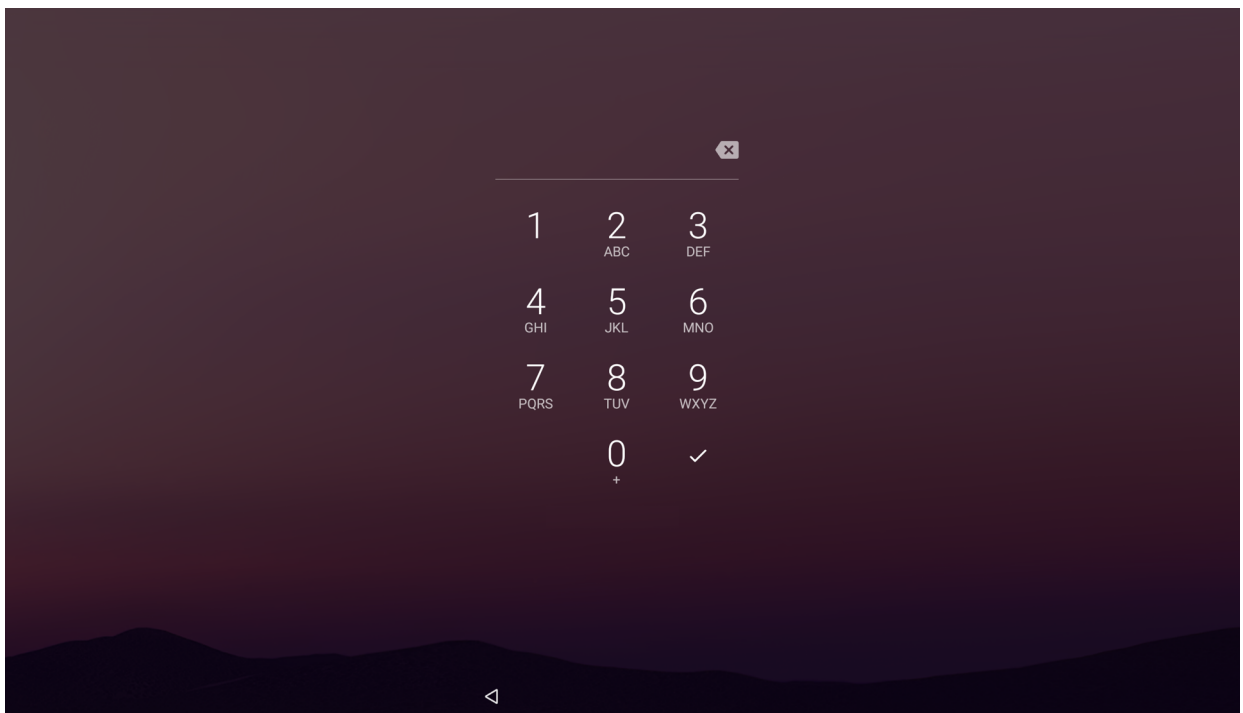 1 2 3
ABC DEF
4 5 6
GHI JKL MNO
7 8 9
PQRS TUV WXYZ
0
+